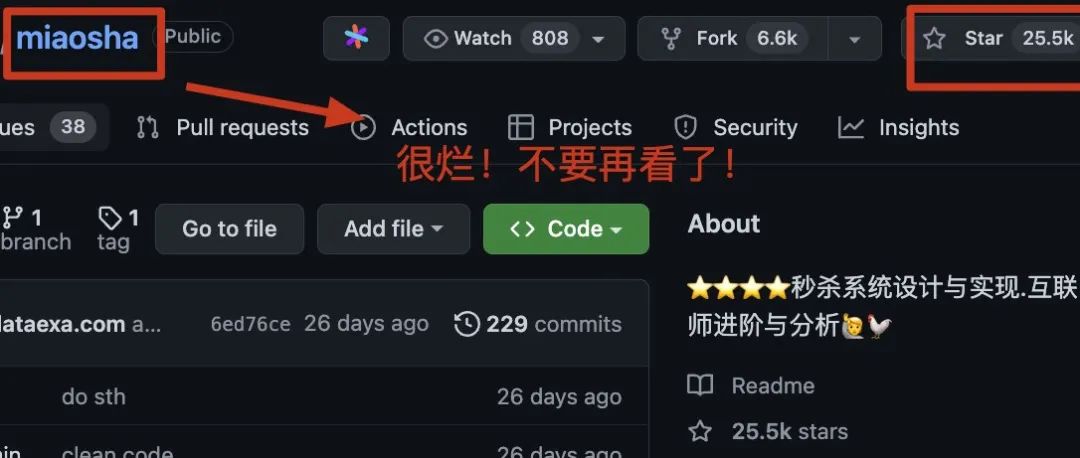 miaosha Public Watch 808 Fork 6.6k Star 25.5k
ues 38 Pull requests Actions Projects Security Insights
很烂！不要再看了！
1 branch 1 tag Go to file Add file <> Code
About
⭐⭐⭐⭐秒杀系统设计与实现.互联
师进阶与分析🙋🐓
dataexa.com a... 6ed76ce 26 days ago 229 commits
Readme
do sth 26 days ago
25.5k stars
clean code 26 days ago